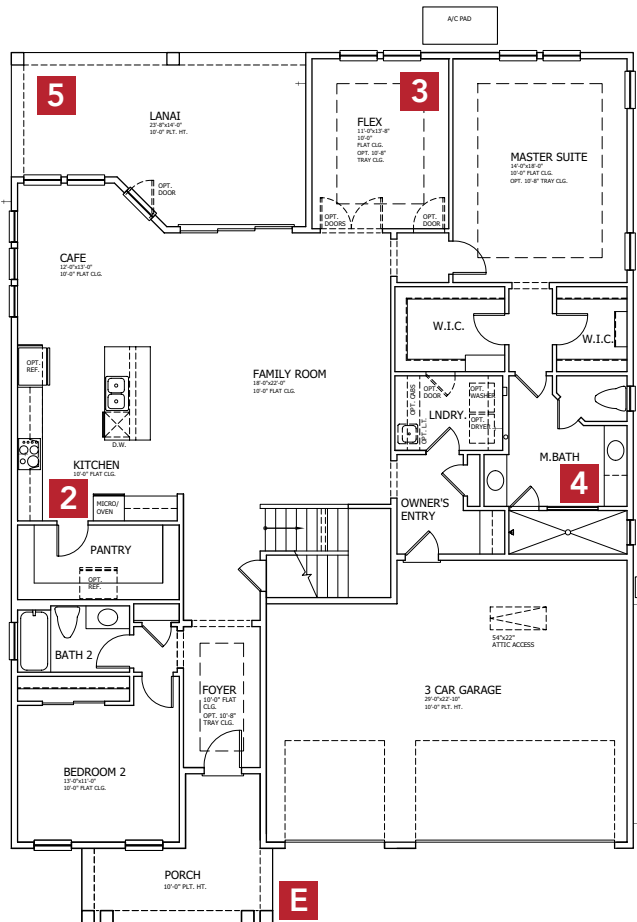 A/C PAD
5
LANAI
23'-8"x14'-0"
10'-0" PLT. HT.
3
FLEX
11'-0"x13'-8"
10'-0"
FLAT CLG.
OPT. 10'-8"
TRAY CLG.
MASTER SUITE
14'-0"x18'-0"
10'-0" FLAT CLG.
OPT. 10'-8" TRAY CLG.
OPT.
DOOR
OPT.
DOORS
OPT.
DOOR
CAFE
12'-0"x13'-0"
10'-0" FLAT CLG.
W.I.C.
W.I.C.
OPT.
REF.
FAMILY ROOM
18'-0"x22'-0"
10'-0" FLAT CLG.
OPT. CABS
OPT.
DOOR
OPT.
WASHER
LNDRY.
OPT.
DRYER
OPT. L.T.
D.W.
KITCHEN
10'-0" FLAT CLG.
M.BATH
4
2
MICRO/
OVEN
OWNER'S
ENTRY
PANTRY
OPT.
REF.
54"x22"
ATTIC ACCESS
BATH 2
FOYER
10'-0" FLAT
CLG.
OPT. 10'-8"
TRAY CLG.
3 CAR GARAGE
29'-0"x22'-10"
10'-0" PLT. HT.
BEDROOM 2
13'-0"x11'-0"
10'-0" FLAT CLG.
PORCH
10'-0" PLT. HT.
E